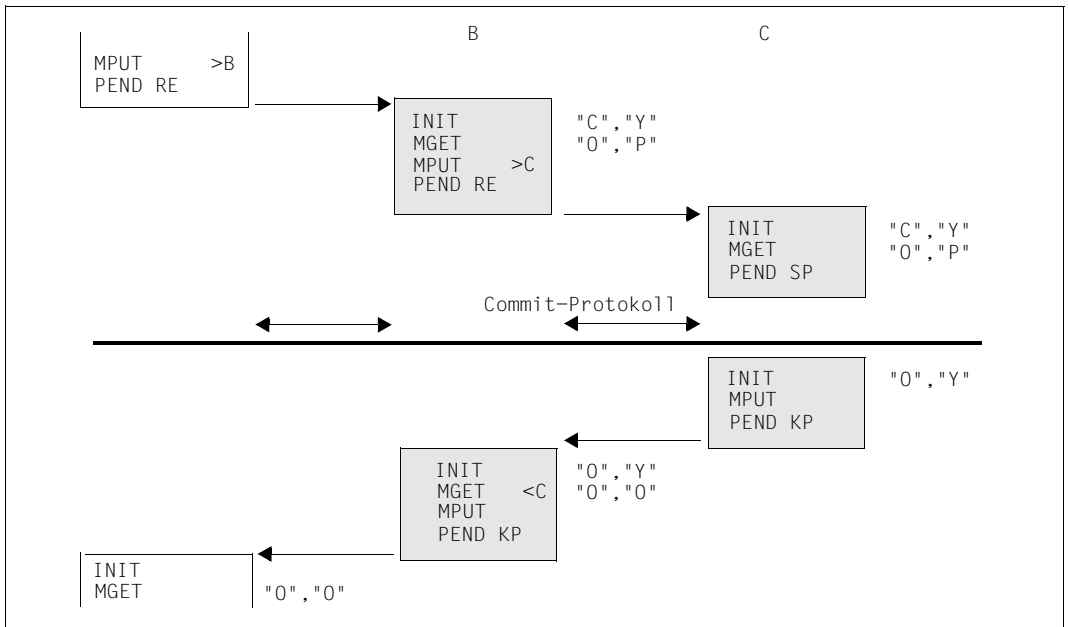 B C
MPUT >B
PEND RE
INIT "C","Y"
MGET "O","P"
MPUT >C
PEND RE
INIT "C","Y"
MGET "O","P"
PEND SP
Commit-Protokoll
INIT "O","Y"
MPUT
PEND KP
INIT "O","Y"
MGET <C "O","O"
MPUT
PEND KP
INIT
MGET "O","O"